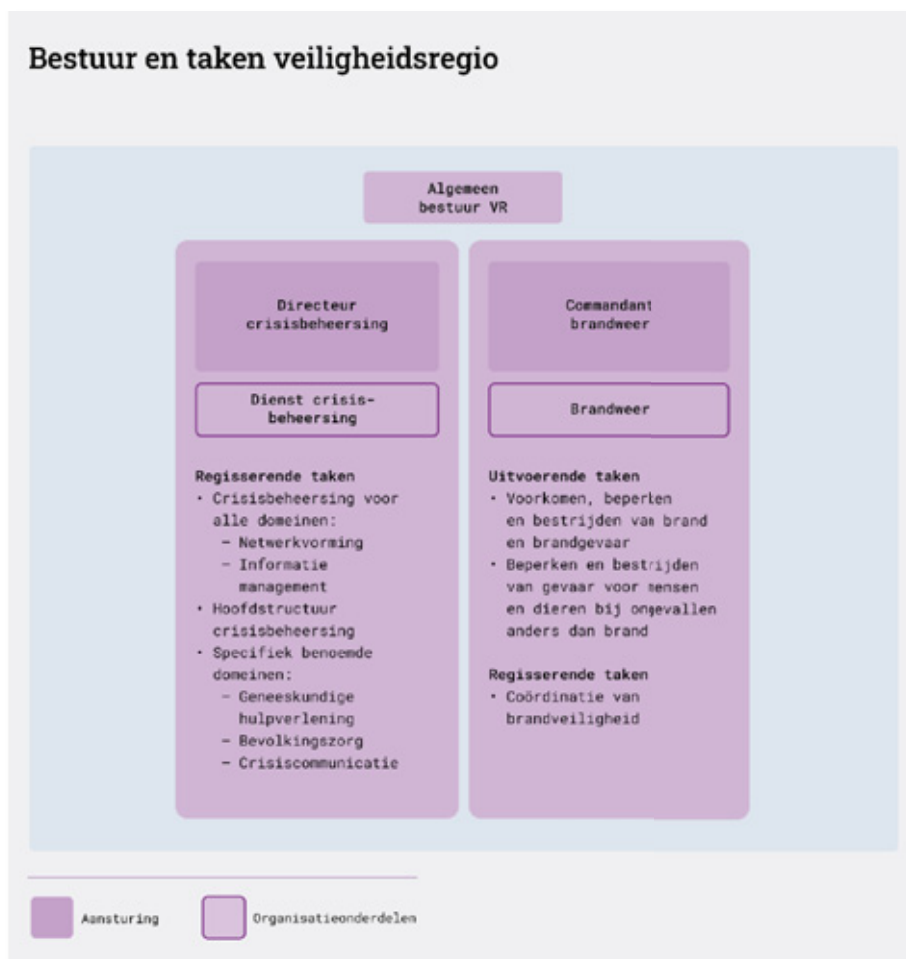 Bestuur en taken veiligheidsregio
Algemeen
bestuur VR
Directeur
crisisbeheersing
Dienst crisis-
beheersing
Regisserende taken
· Crisisbeheersing voor
alle domeinen:
– Netwerkvorming
– Informatie
management
· Hoofdstructuur
crisisbeheersing
· Specifiek benoemde
domeinen:
– Geneeskundige
hulpverlening
– Bevolkingszorg
– Crisiscommunicatie
Commandant
brandweer
Brandweer
Uitvoerende taken
· Voorkomen, beperken
en bestrijden van brand
en brandgevaar
· Beperken en bestrijden
van gevaar voor mensen
en dieren bij ongevallen
anders dan brand
Regisserende taken
· Coördinatie van
brandveiligheid
Aansturing
Organisatieonderdelen